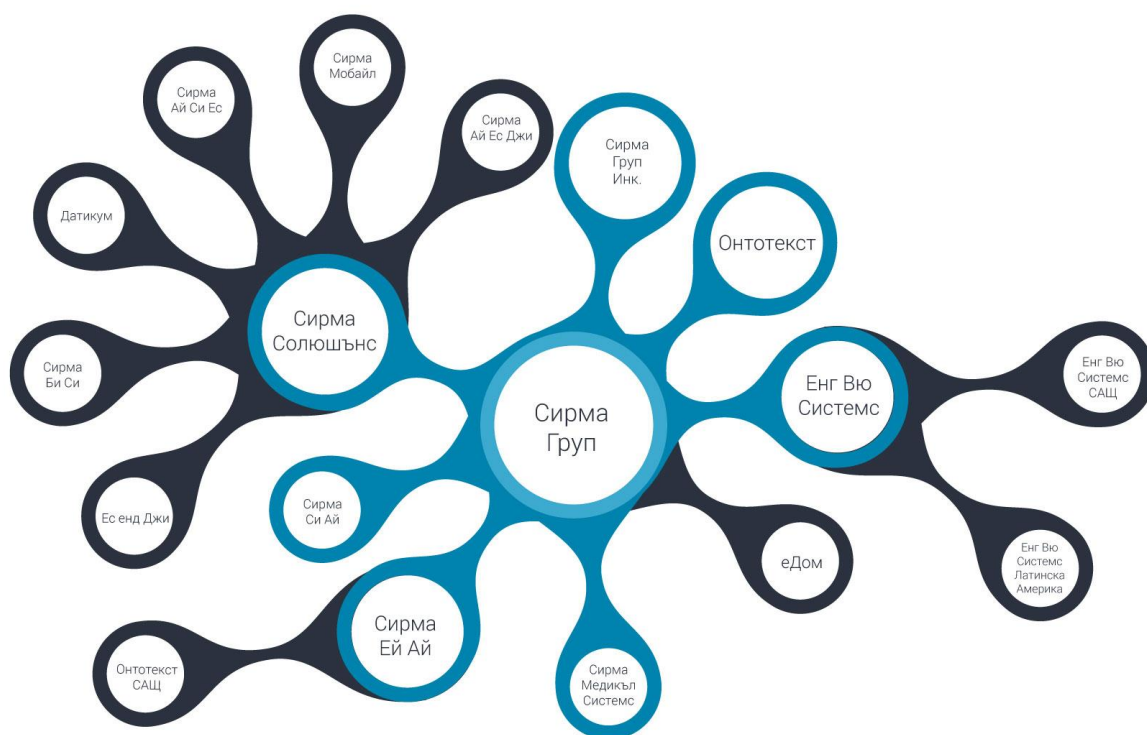 Сирма
Мобайл
Сирма
Ай Си Ес
Сирма
Ай Ес Джи
Сирма
Груп
Инк.
Датикум
Онтотекст
Сирма
Солюшънс
Сирма
Би Си
Енг Вю
Системс
САЩ
Енг Вю
Системс
Сирма
Груп
Ес енд Джи
Сирма
Си Ай
еДом
Енг Вю
Системс
Латинска
Америка
Сирма
Ей Ай
Онтотекст
САЩ
Сирма
Медикъл
Системс